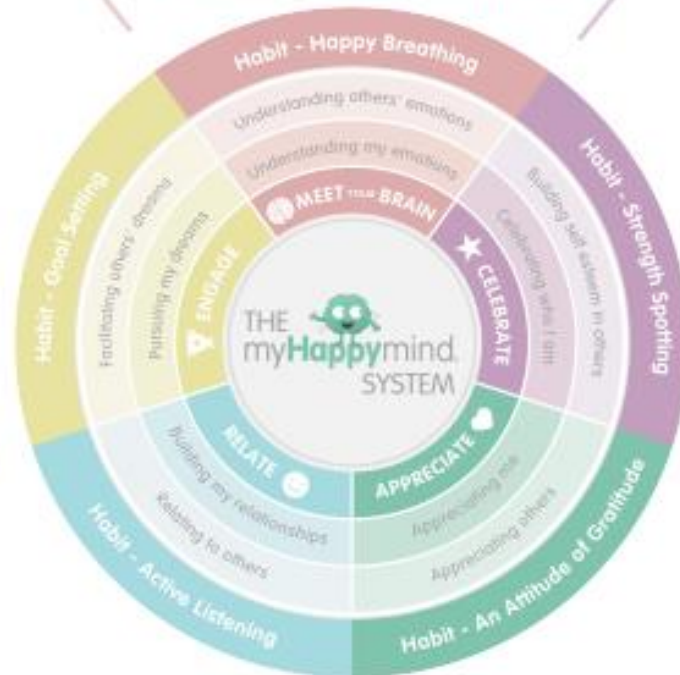 Habit - Happy Breathing
Understanding others' emotions
Understanding my emotions
MEET YOUR BRAIN
Habit - Strength Spotting
Building self esteem in others
Celebrating who I am
CELEBRATE
Habit - An Attitude of Gratitude
Appreciating others
Appreciating me
APPRECIATE
Habit - Active Listening
Relating to others
Building my relationships
RELATE
Habit - Goal Setting
Facilitating others' dreams
Pursuing my dreams
ENGAGE
THE
myHappymind
SYSTEM